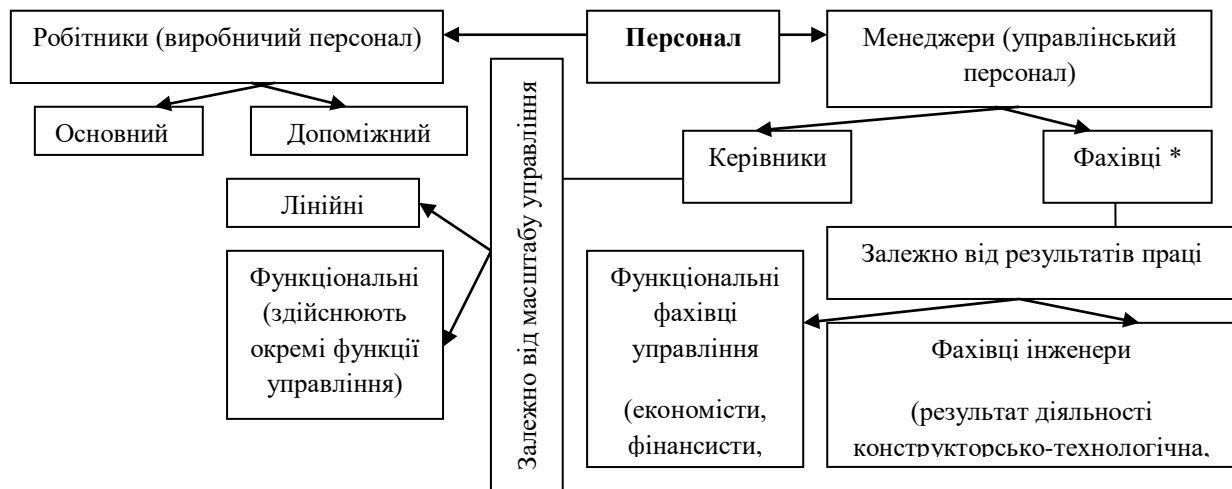 Робітники (виробничий персонал)
Персонал
Менеджери (управлінський
персонал)
Основний
Допоміжний
Керівники
Фахівці *
Залежно від масштабу управління
Лінійні
Функціональні
(здійснюють
окремі функції
управління)
Залежно від результатів праці
Функціональні
фахівці
управління
(економісти,
фінансисти,
Фахівці інженери
(результат діяльності
конструкторсько-технологічна,